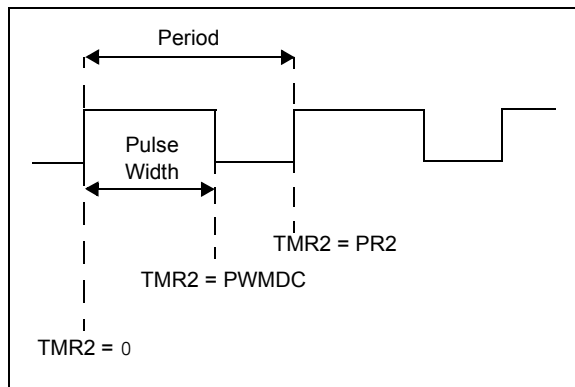 Period
Pulse
Width
TMR2 = PR2
TMR2 = PWMDC
TMR2 = 0